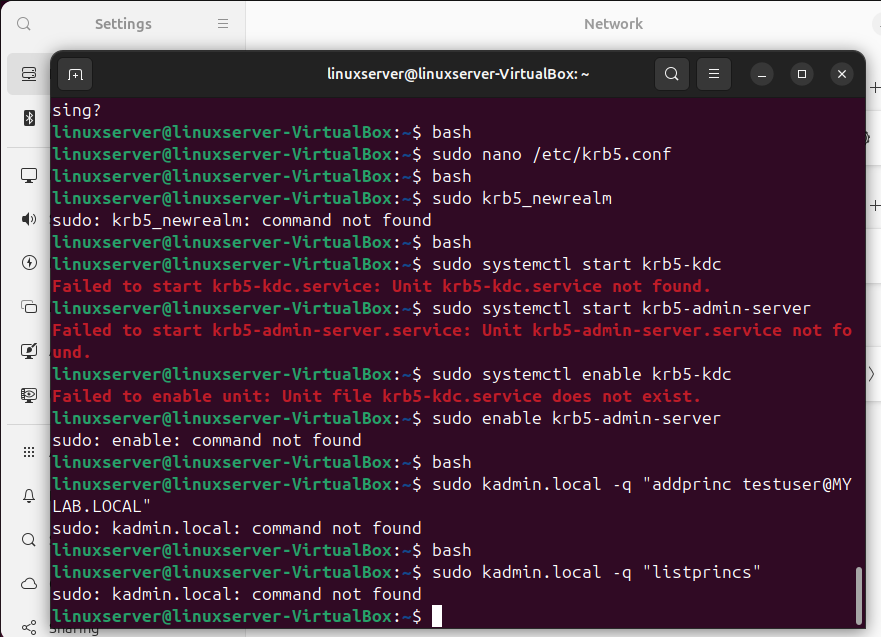 Settings
Network
linuxserver@linuxserver-VirtualBox: ~
sing?
linuxserver@linuxserver-VirtualBox:~$ bash
linuxserver@linuxserver-VirtualBox:~$ sudo nano /etc/krb5.conf
linuxserver@linuxserver-VirtualBox:~$ bash
linuxserver@linuxserver-VirtualBox:~$ sudo krb5_newrealm
sudo: krb5_newrealm: command not found
linuxserver@linuxserver-VirtualBox:~$ bash
linuxserver@linuxserver-VirtualBox:~$ sudo systemctl start krb5-kdc
Failed to start krb5-kdc.service: Unit krb5-kdc.service not found.
linuxserver@linuxserver-VirtualBox:~$ sudo systemctl start krb5-admin-server
Failed to start krb5-admin-server.service: Unit krb5-admin-server.service not fo
und.
linuxserver@linuxserver-VirtualBox:~$ sudo systemctl enable krb5-kdc
Failed to enable unit: Unit file krb5-kdc.service does not exist.
linuxserver@linuxserver-VirtualBox:~$ sudo enable krb5-admin-server
sudo: enable: command not found
linuxserver@linuxserver-VirtualBox:~$ bash
linuxserver@linuxserver-VirtualBox:~$ sudo kadmin.local -q "addprinc testuser@MY
LAB.LOCAL"
sudo: kadmin.local: command not found
linuxserver@linuxserver-VirtualBox:~$ bash
linuxserver@linuxserver-VirtualBox:~$ sudo kadmin.local -q "listprincs"
sudo: kadmin.local: command not found
linuxserver@linuxserver-VirtualBox:~$
Sharing